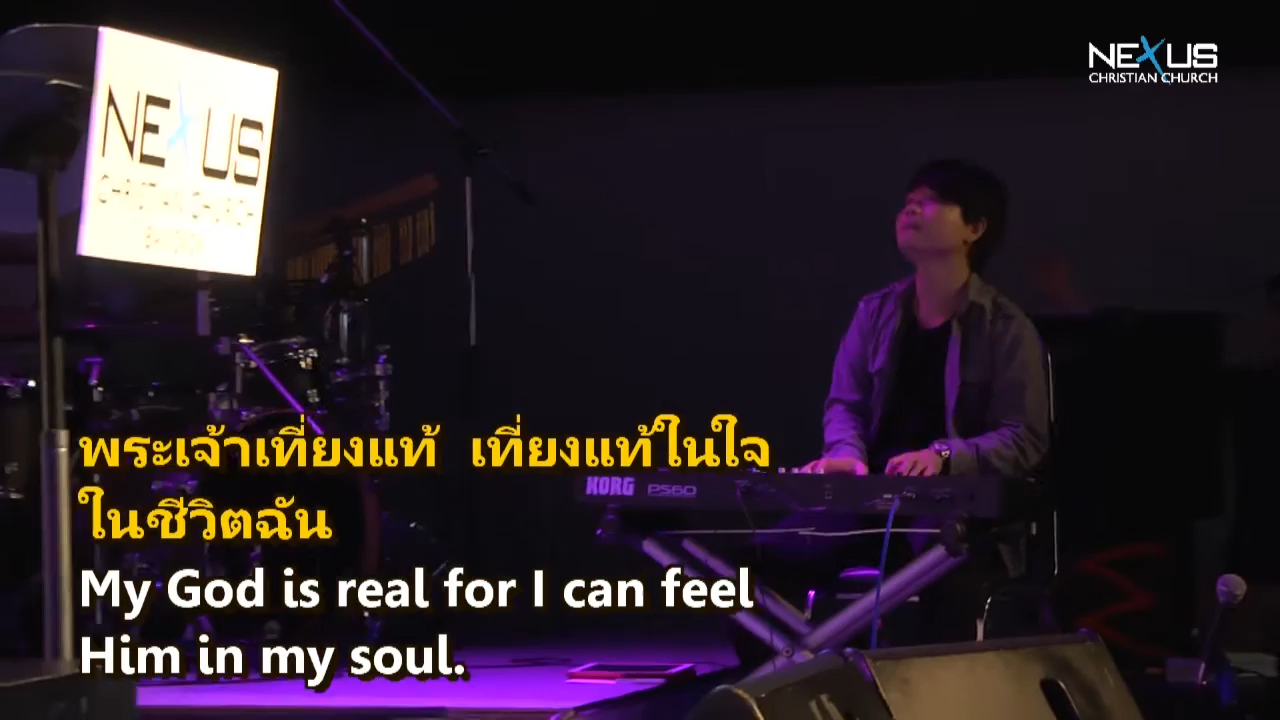 NEXUS
CHRISTIAN CHURCH
NEXUS
CHRISTIAN CHURCH
พระเจ้าเที่ยงแท้ เที่ยงแท้ในใจ
ในชีวิตฉัน
KORG PS60
My God is real for I can feel
Him in my soul.